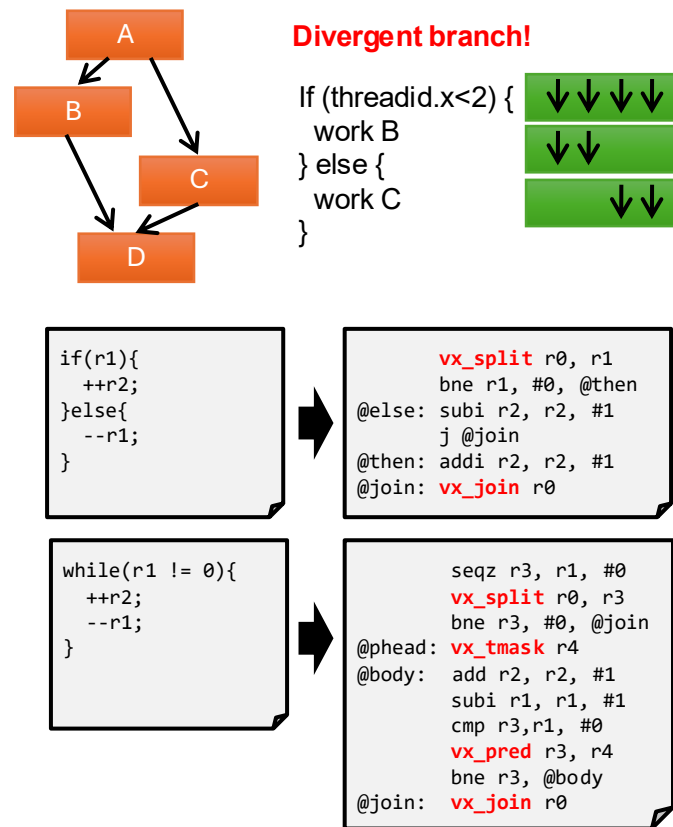 A
B
C
D
Divergent branch!
If (threadid.x<2) {
work B
} else {
work C
}
if(r1){
++r2;
}else{
--r1;
}
vx_split r0, r1
bne r1, #0, @then
@else: subi r2, r2, #1
j @join
@then: addi r2, r2, #1
@join: vx_join r0
while(r1 != 0){
++r2;
--r1;
}
seqz r3, r1, #0
vx_split r0, r3
bne r3, #0, @join
@phead: vx_tmask r4
@body: add r2, r2, #1
subi r1, r1, #1
cmp r3,r1, #0
vx_pred r3, r4
bne r3, @body
@join: vx_join r0